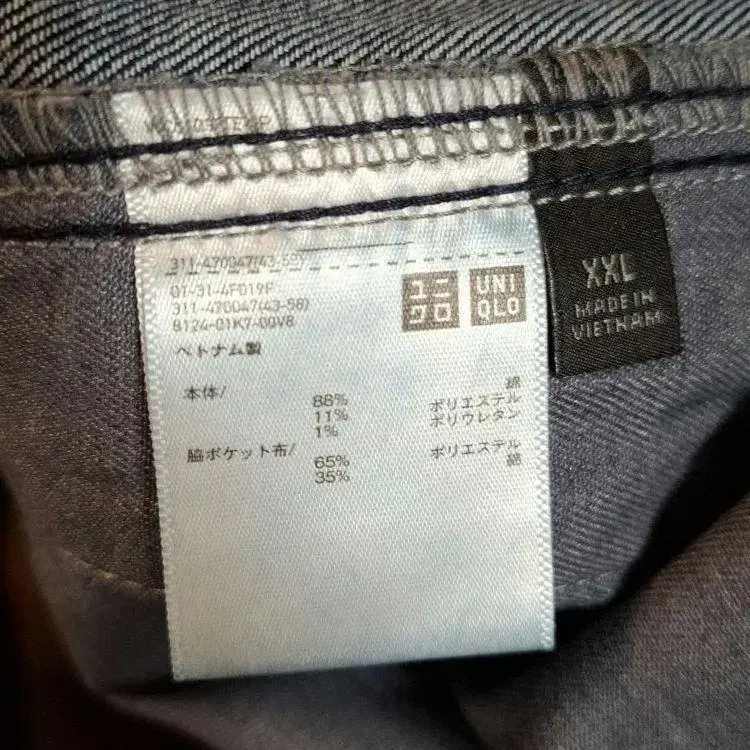 311-470047(43-58)
01-31-4F019F
311-470047(43-58)
8124-01K7-00V8
ユニ
クロ
UNI
QLO
ベトナム製
本体/
88% 綿
11% ポリエステル
1% ポリウレタン
脇ポケット布/
65% ポリエステル
35% 綿
XXL
MADE IN
VIETNAM